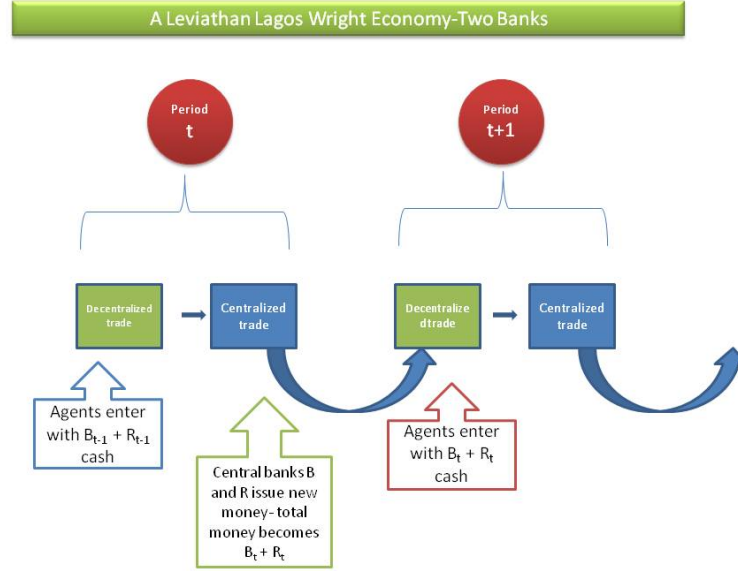 A Leviathan Lagos Wright Economy-Two Banks
Period
t
Period
t+1
Decentralized
trade
Centralized
trade
Decentralize
dtrade
Centralized
trade
Agents enter
with Bt-1 + Rt-1
cash
Central banks B
and R issue new
money- total
money becomes
Bt + Rt
Agents enter
with Bt + Rt
cash